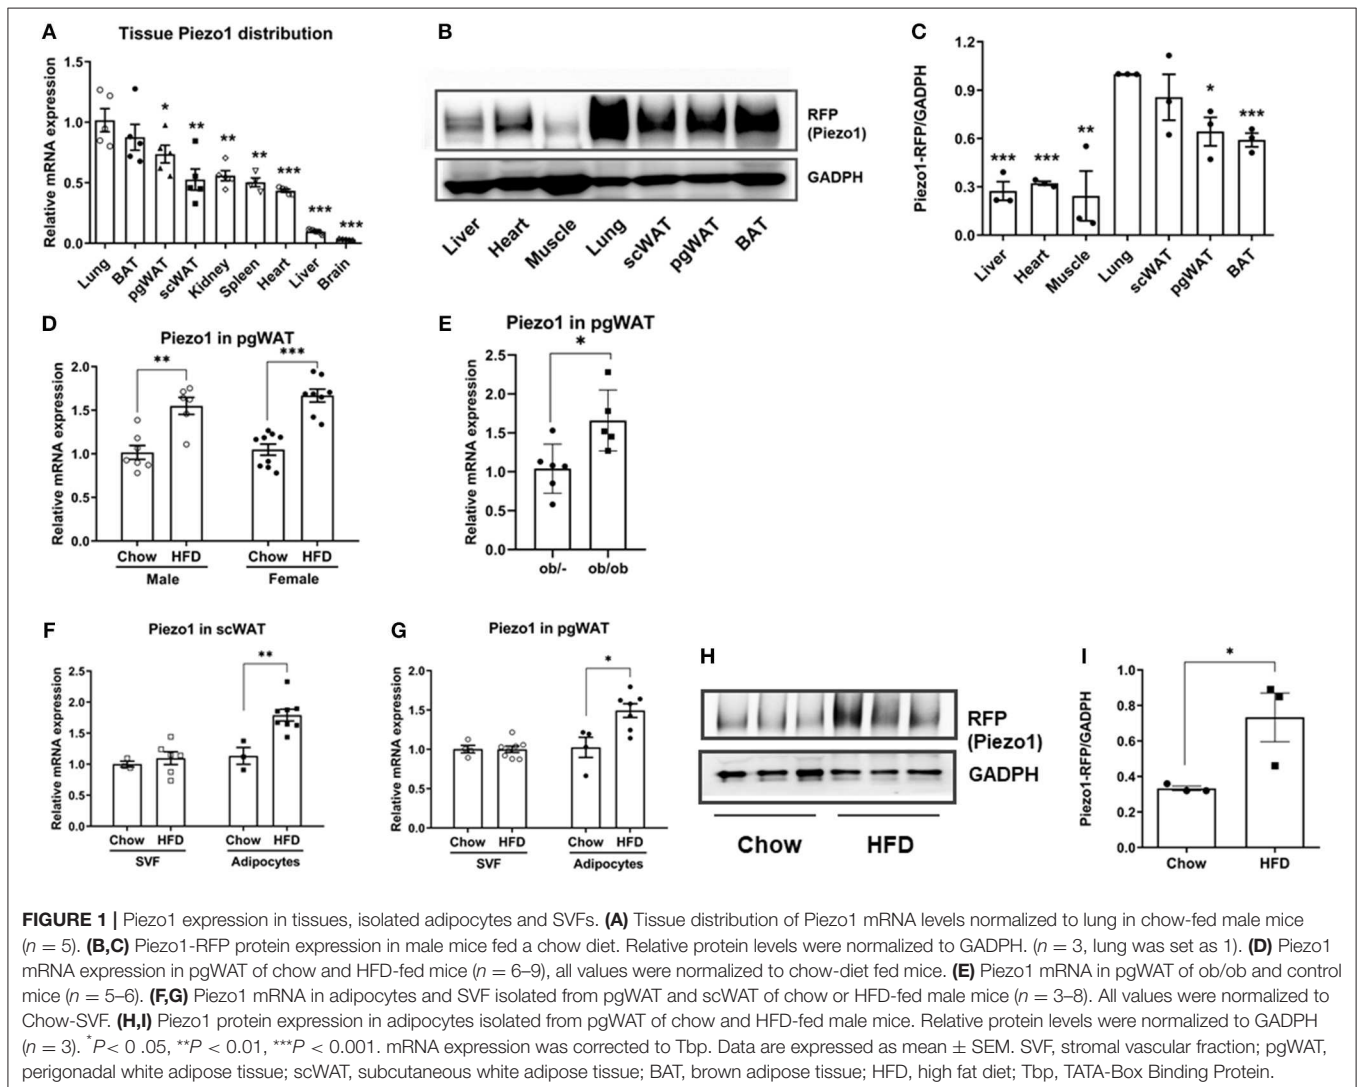 A
Tissue Piezo1 distribution
Relative mRNA expression
1.5
1.0
0.5
0.0
*
**
**
**
***
***
***
Lung
BAT
pgWAT
scWAT
Kidney
Spleen
Heart
Liver
Brain
B
RFP
(Piezo1)
GADPH
Liver
Heart
Muscle
Lung
scWAT
pgWAT
BAT
C
Piezo1-RFP/GADPH
1.2
0.9
0.6
0.3
0.0
***
***
**
*
***
Liver
Heart
Muscle
Lung
scWAT
pgWAT
BAT
D
Piezo1 in pgWAT
Relative mRNA expression
2.0
1.5
1.0
0.5
0.0
**
***
Chow HFD Chow HFD
Male Female
E
Piezo1 in pgWAT
Relative mRNA expression
2.5
2.0
1.5
1.0
0.5
0.0
*
ob/- ob/ob
F
Piezo1 in scWAT
Relative mRNA expression
2.5
2.0
1.5
1.0
0.5
0.0
**
Chow HFD Chow HFD
SVF Adipocytes
G
Piezo1 in pgWAT
Relative mRNA expression
2.0
1.5
1.0
0.5
0.0
*
Chow HFD Chow HFD
SVF Adipocytes
H
RFP
(Piezo1)
GADPH
Chow HFD
I
Piezo1-RFP/GADPH
1.0
0.8
0.6
0.4
0.2
0.0
*
Chow HFD
FIGURE 1 | Piezo1 expression in tissues, isolated adipocytes and SVFs. (A) Tissue distribution of Piezo1 mRNA levels normalized to lung in chow-fed male mice
(n = 5). (B,C) Piezo1-RFP protein expression in male mice fed a chow diet. Relative protein levels were normalized to GADPH. (n = 3, lung was set as 1). (D) Piezo1
mRNA expression in pgWAT of chow and HFD-fed mice (n = 6–9), all values were normalized to chow-diet fed mice. (E) Piezo1 mRNA in pgWAT of ob/ob and control
mice (n = 5–6). (F,G) Piezo1 mRNA in adipocytes and SVF isolated from pgWAT and scWAT of chow or HFD-fed male mice (n = 3–8). All values were normalized to
Chow-SVF. (H,I) Piezo1 protein expression in adipocytes isolated from pgWAT of chow and HFD-fed male mice. Relative protein levels were normalized to GADPH
(n = 3). *P< 0 .05, **P < 0.01, ***P < 0.001. mRNA expression was corrected to Tbp. Data are expressed as mean ± SEM. SVF, stromal vascular fraction; pgWAT,
perigonadal white adipose tissue; scWAT, subcutaneous white adipose tissue; BAT, brown adipose tissue; HFD, high fat diet; Tbp, TATA-Box Binding Protein.